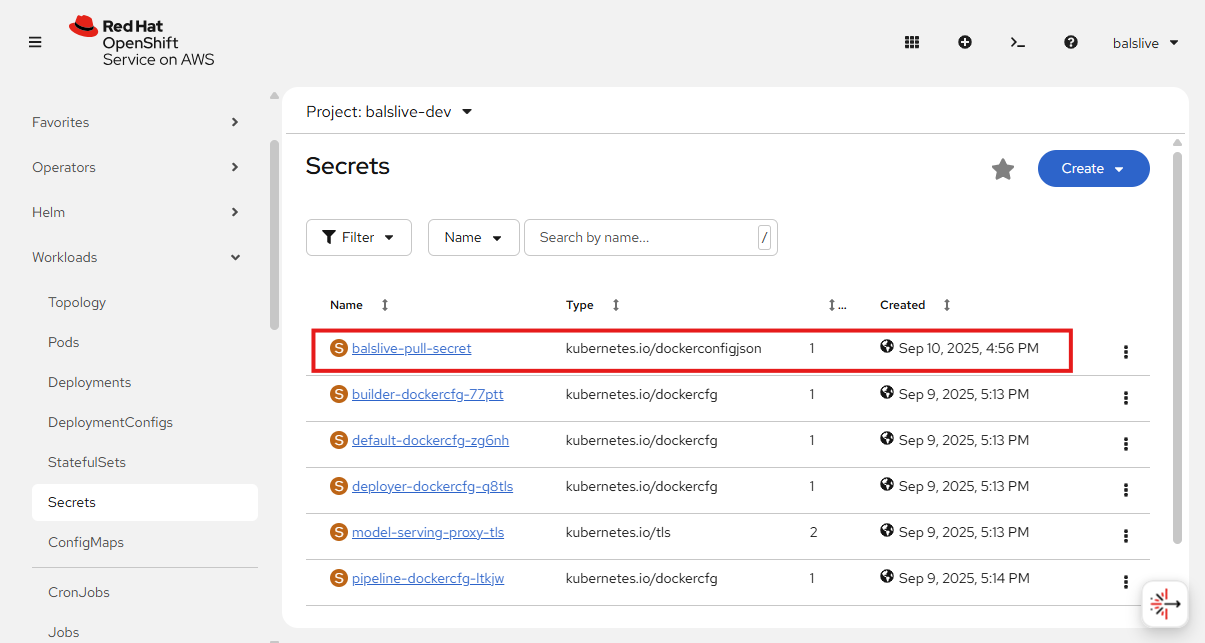 Red Hat
OpenShift
Service on AWS
balslive
Favorites
Operators
Helm
Workloads
Topology
Pods
Deployments
DeploymentConfigs
StatefulSets
Secrets
ConfigMaps
CronJobs
Jobs
Project: balslive-dev
Secrets
Create
Filter
Name
Search by name...
/
Name Type ... Created
S balslive-pull-secret kubernetes.io/dockerconfigjson 1 Sep 10, 2025, 4:56 PM
S builder-dockercfg-77ptt kubernetes.io/dockercfg 1 Sep 9, 2025, 5:13 PM
S default-dockercfg-zg6nh kubernetes.io/dockercfg 1 Sep 9, 2025, 5:13 PM
S deployer-dockercfg-q8tls kubernetes.io/dockercfg 1 Sep 9, 2025, 5:13 PM
S model-serving-proxy-tls kubernetes.io/tls 2 Sep 9, 2025, 5:13 PM
S pipeline-dockercfg-ltkjw kubernetes.io/dockercfg 1 Sep 9, 2025, 5:14 PM